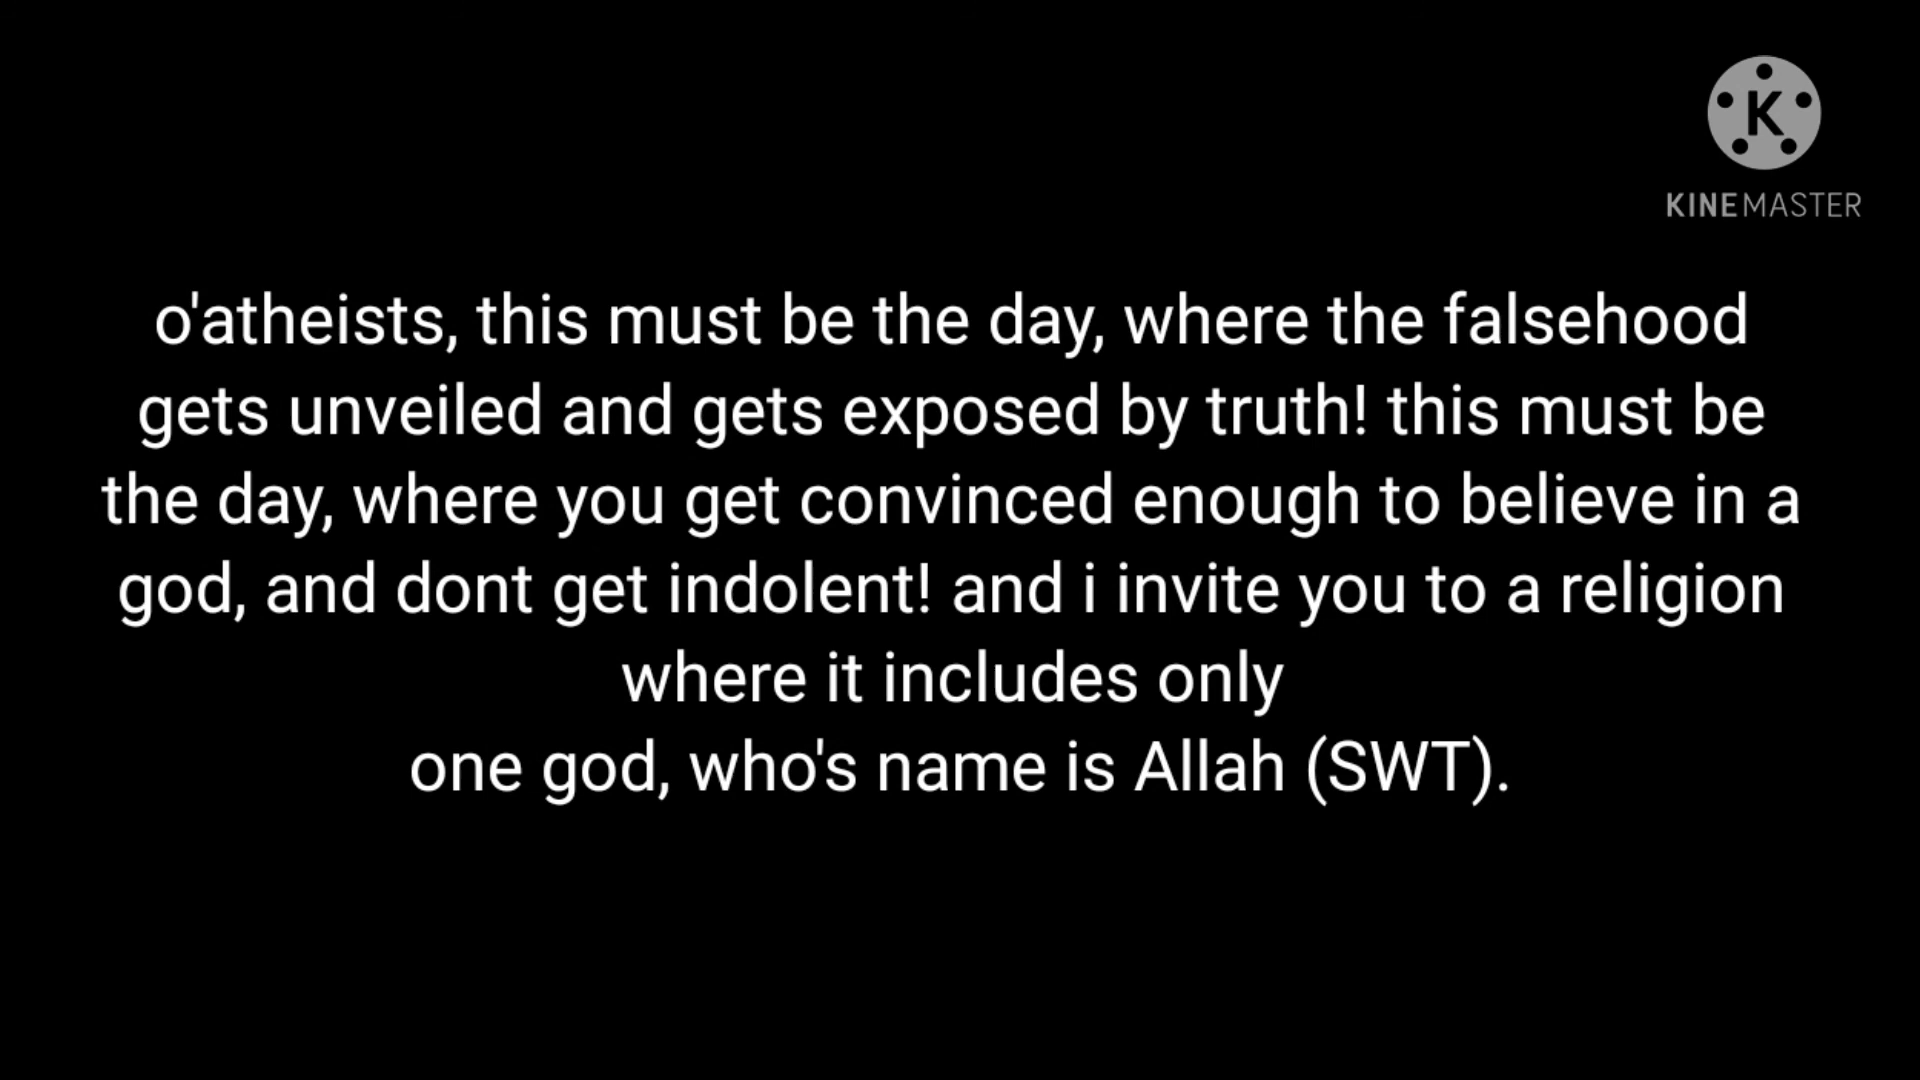 K
KINEMASTER
o'atheists, this must be the day, where the falsehood
gets unveiled and gets exposed by truth! this must be
the day, where you get convinced enough to believe in a
god, and dont get indolent! and i invite you to a religion
where it includes only
one god, who's name is Allah (SWT).